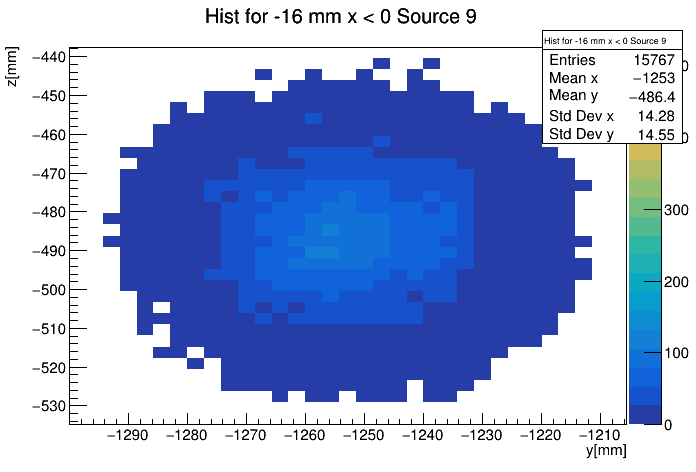 Hist for -16 mm x < 0 Source 9
Hist for -16 mm x < 0 Source 9
Entries 15767
Mean x −1253
Mean y −486.4
Std Dev x 14.28
Std Dev y 14.55
z[mm]
−440
−450
−460
−470
−480
−490
−500
−510
−520
−530
0
0
300
200
100
0
−1290 −1280 −1270 −1260 −1250 −1240 −1230 −1220 −1210
y[mm]